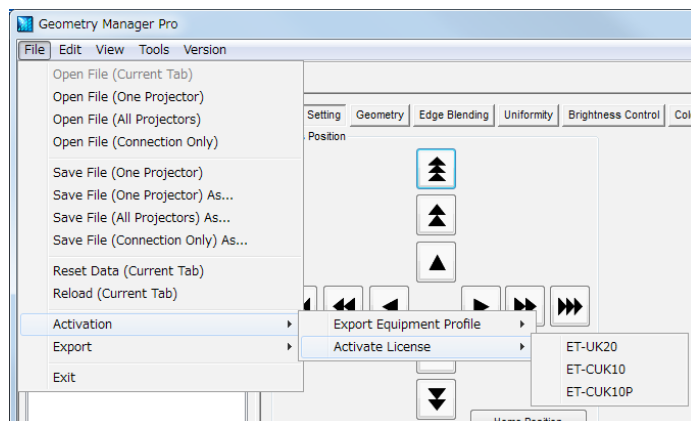 Geometry Manager Pro
File Edit View Tools Version
Open File (Current Tab)
Open File (One Projector)
Open File (All Projectors)
Open File (Connection Only)
Save File (One Projector)
Save File (One Projector) As...
Save File (All Projectors) As...
Save File (Connection Only) As...
Reset Data (Current Tab)
Reload (Current Tab)
Activation
Export
Exit
Setting Geometry Edge Blending Uniformity Brightness Control
Position
Export Equipment Profile
Activate License
ET-UK20
ET-CUK10
ET-CUK10P
Home Position